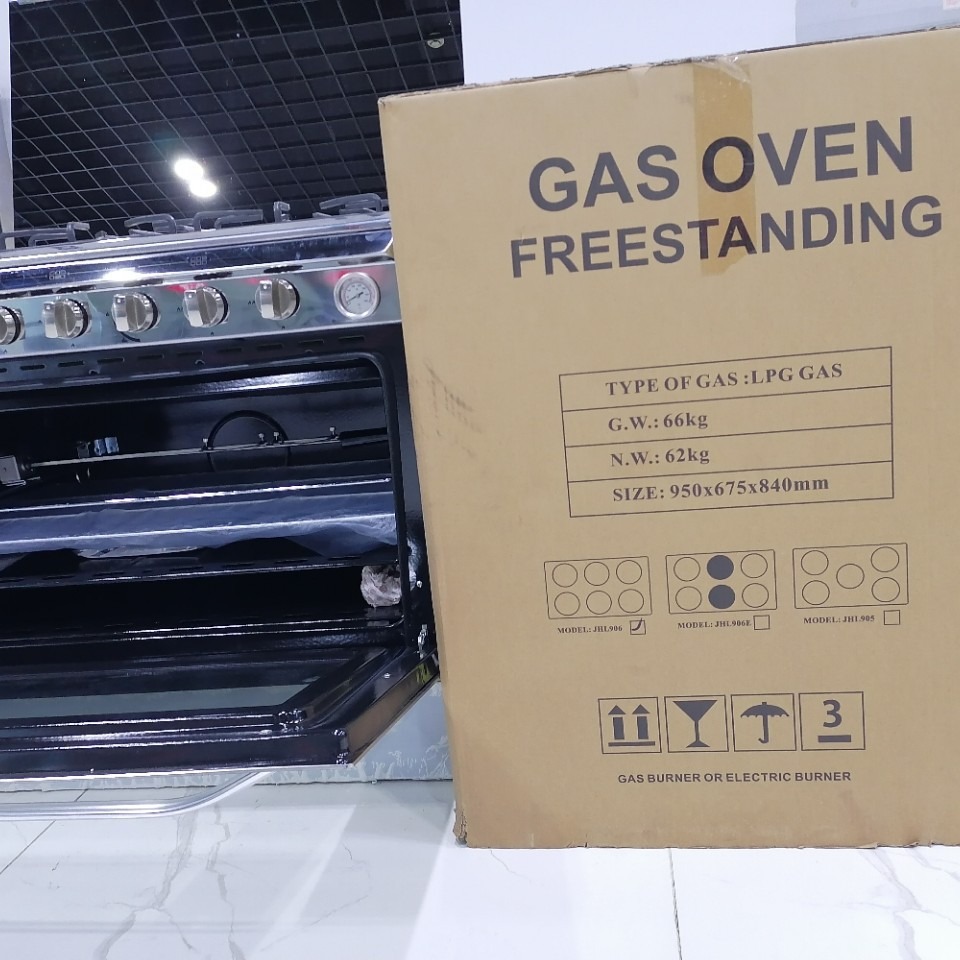 GAS OVEN
FREESTANDING
TYPE OF GAS :LPG GAS
G.W.: 66kg
N.W.: 62kg
SIZE: 950x675x840mm
MODEL: JHL906
MODEL: JHL906E
MODEL: JHL905
3
GAS BURNER OR ELECTRIC BURNER